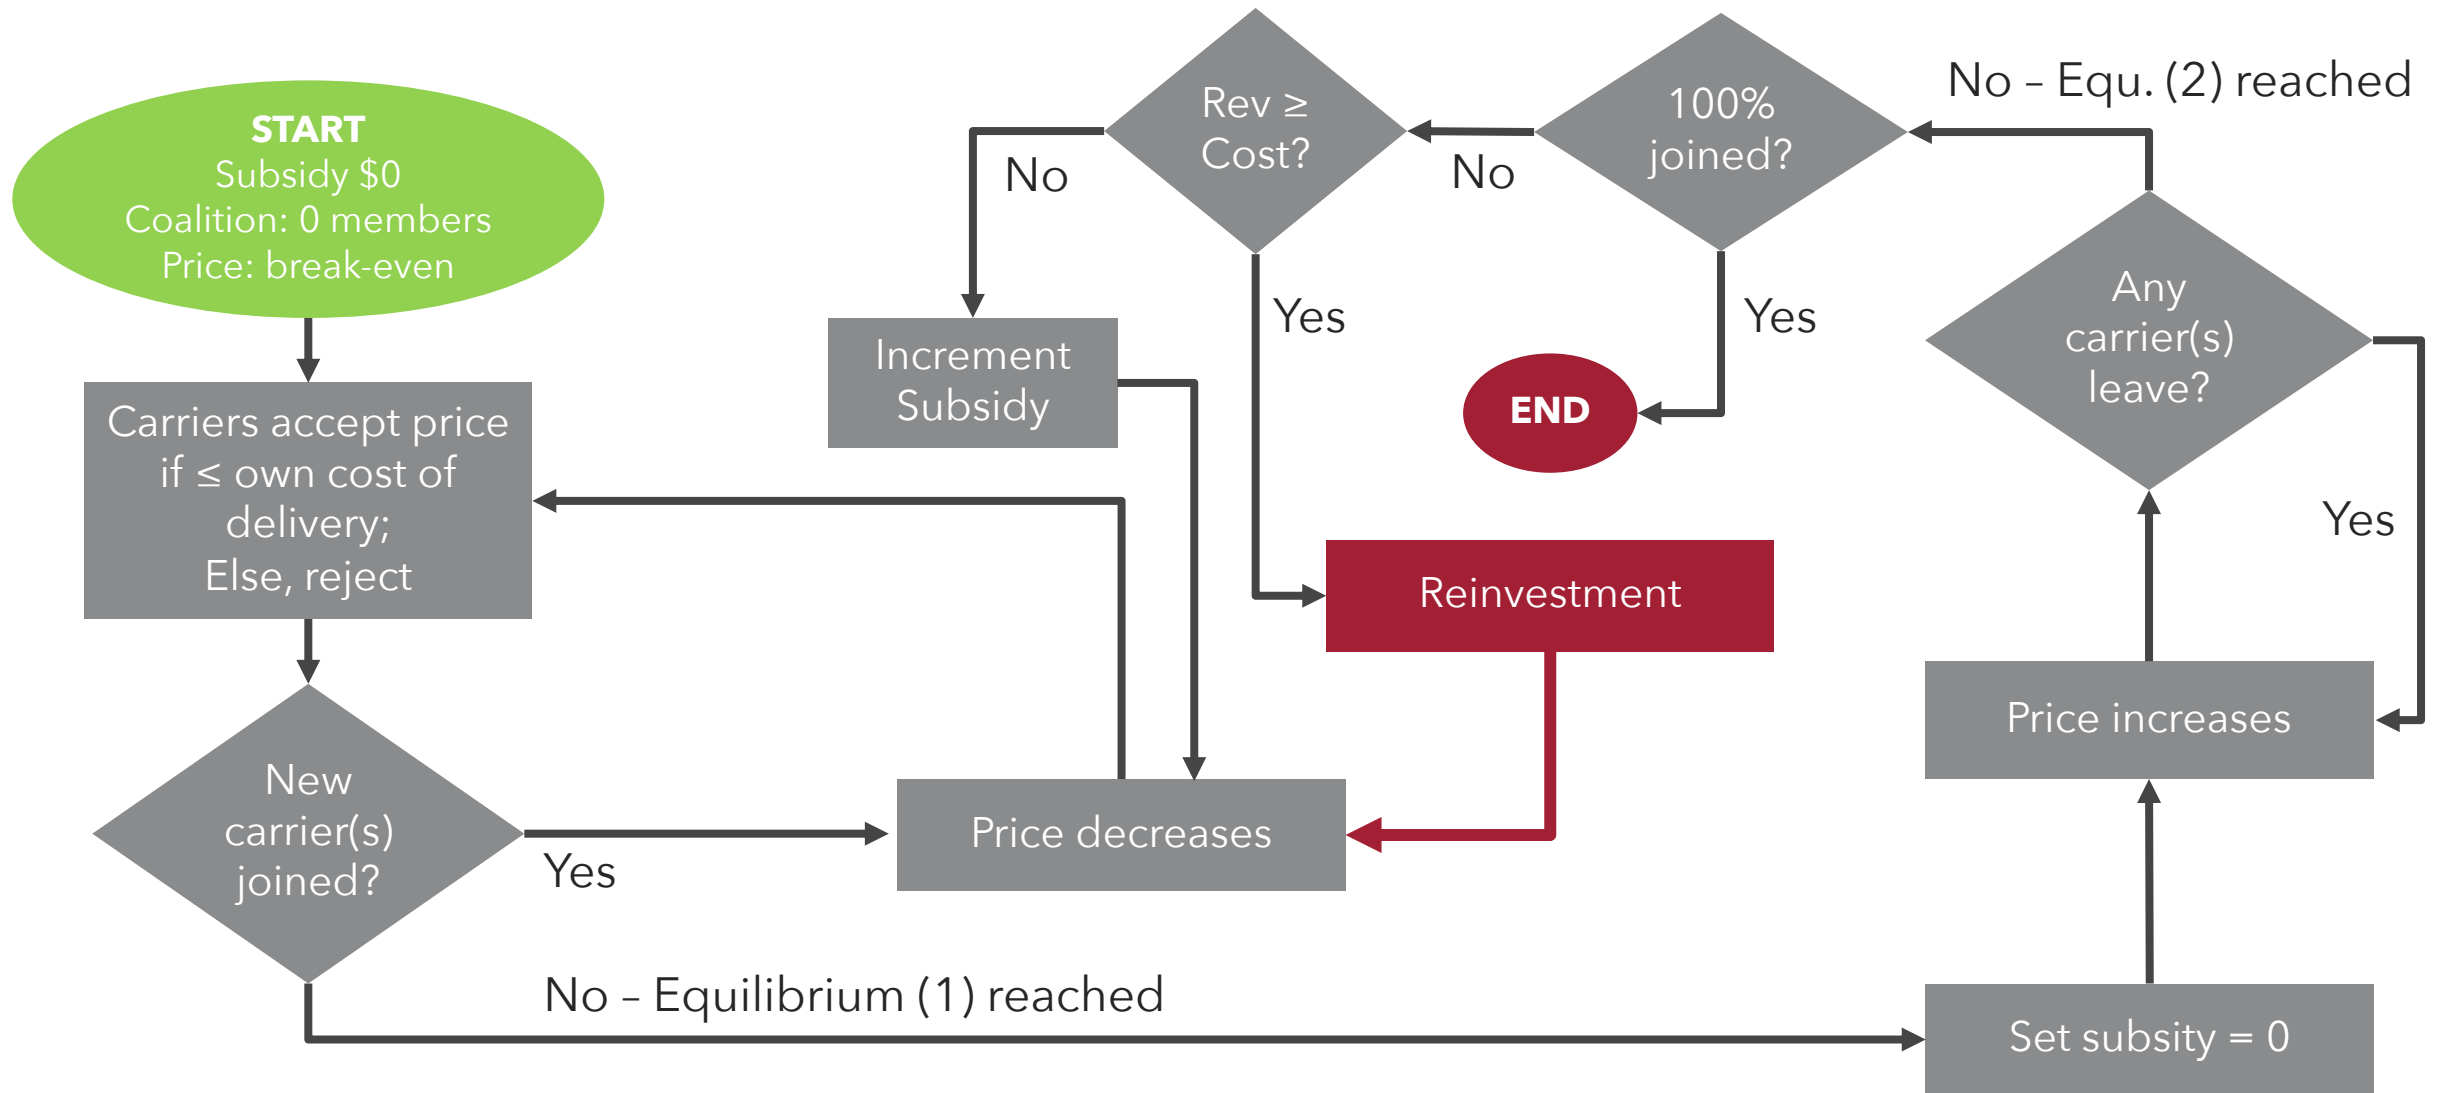 START
Subsidy $0
Coalition: 0 members
Price: break-even
Carriers accept price
if ≤ own cost of
delivery;
Else, reject
New
carrier(s)
joined?
Yes
No – Equilibrium (1) reached
Price decreases
Increment
Subsidy
No
Rev ≥
Cost?
Yes
Reinvestment
No
100%
joined?
Yes
END
No – Equ. (2) reached
Any
carrier(s)
leave?
Yes
Price increases
Set subsity = 0